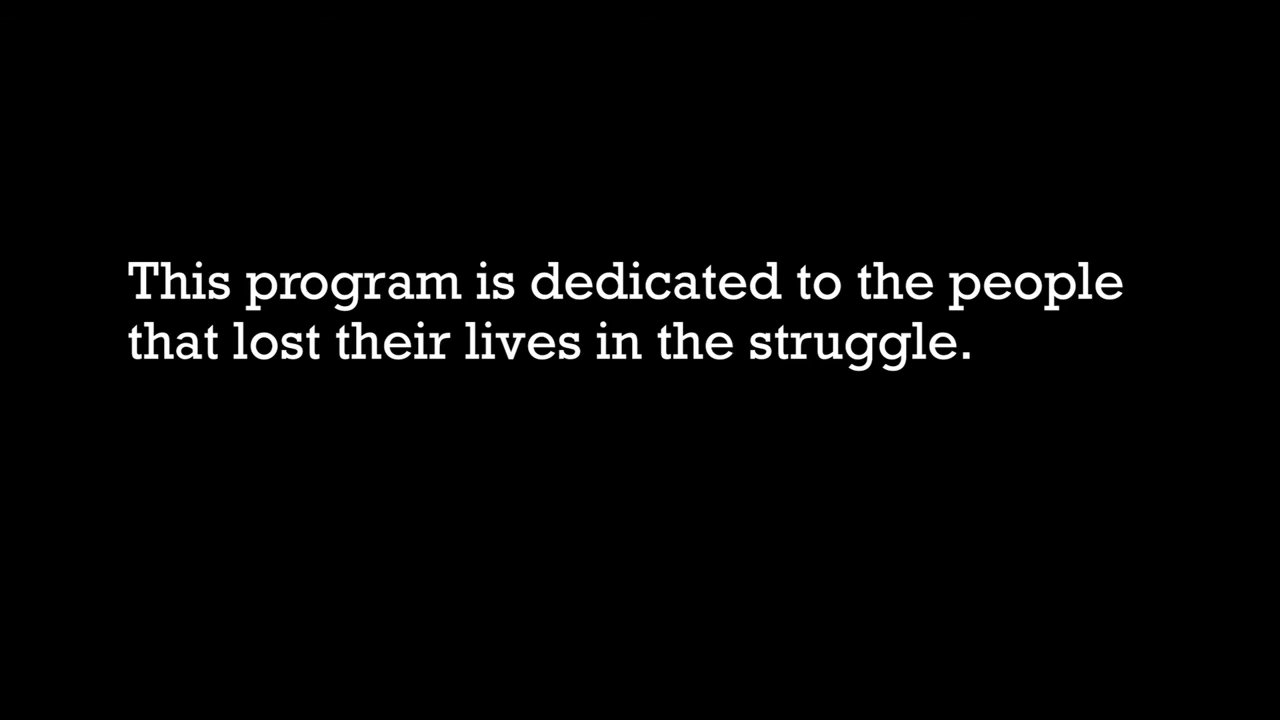 This program is dedicated to the people
that lost their lives in the struggle.